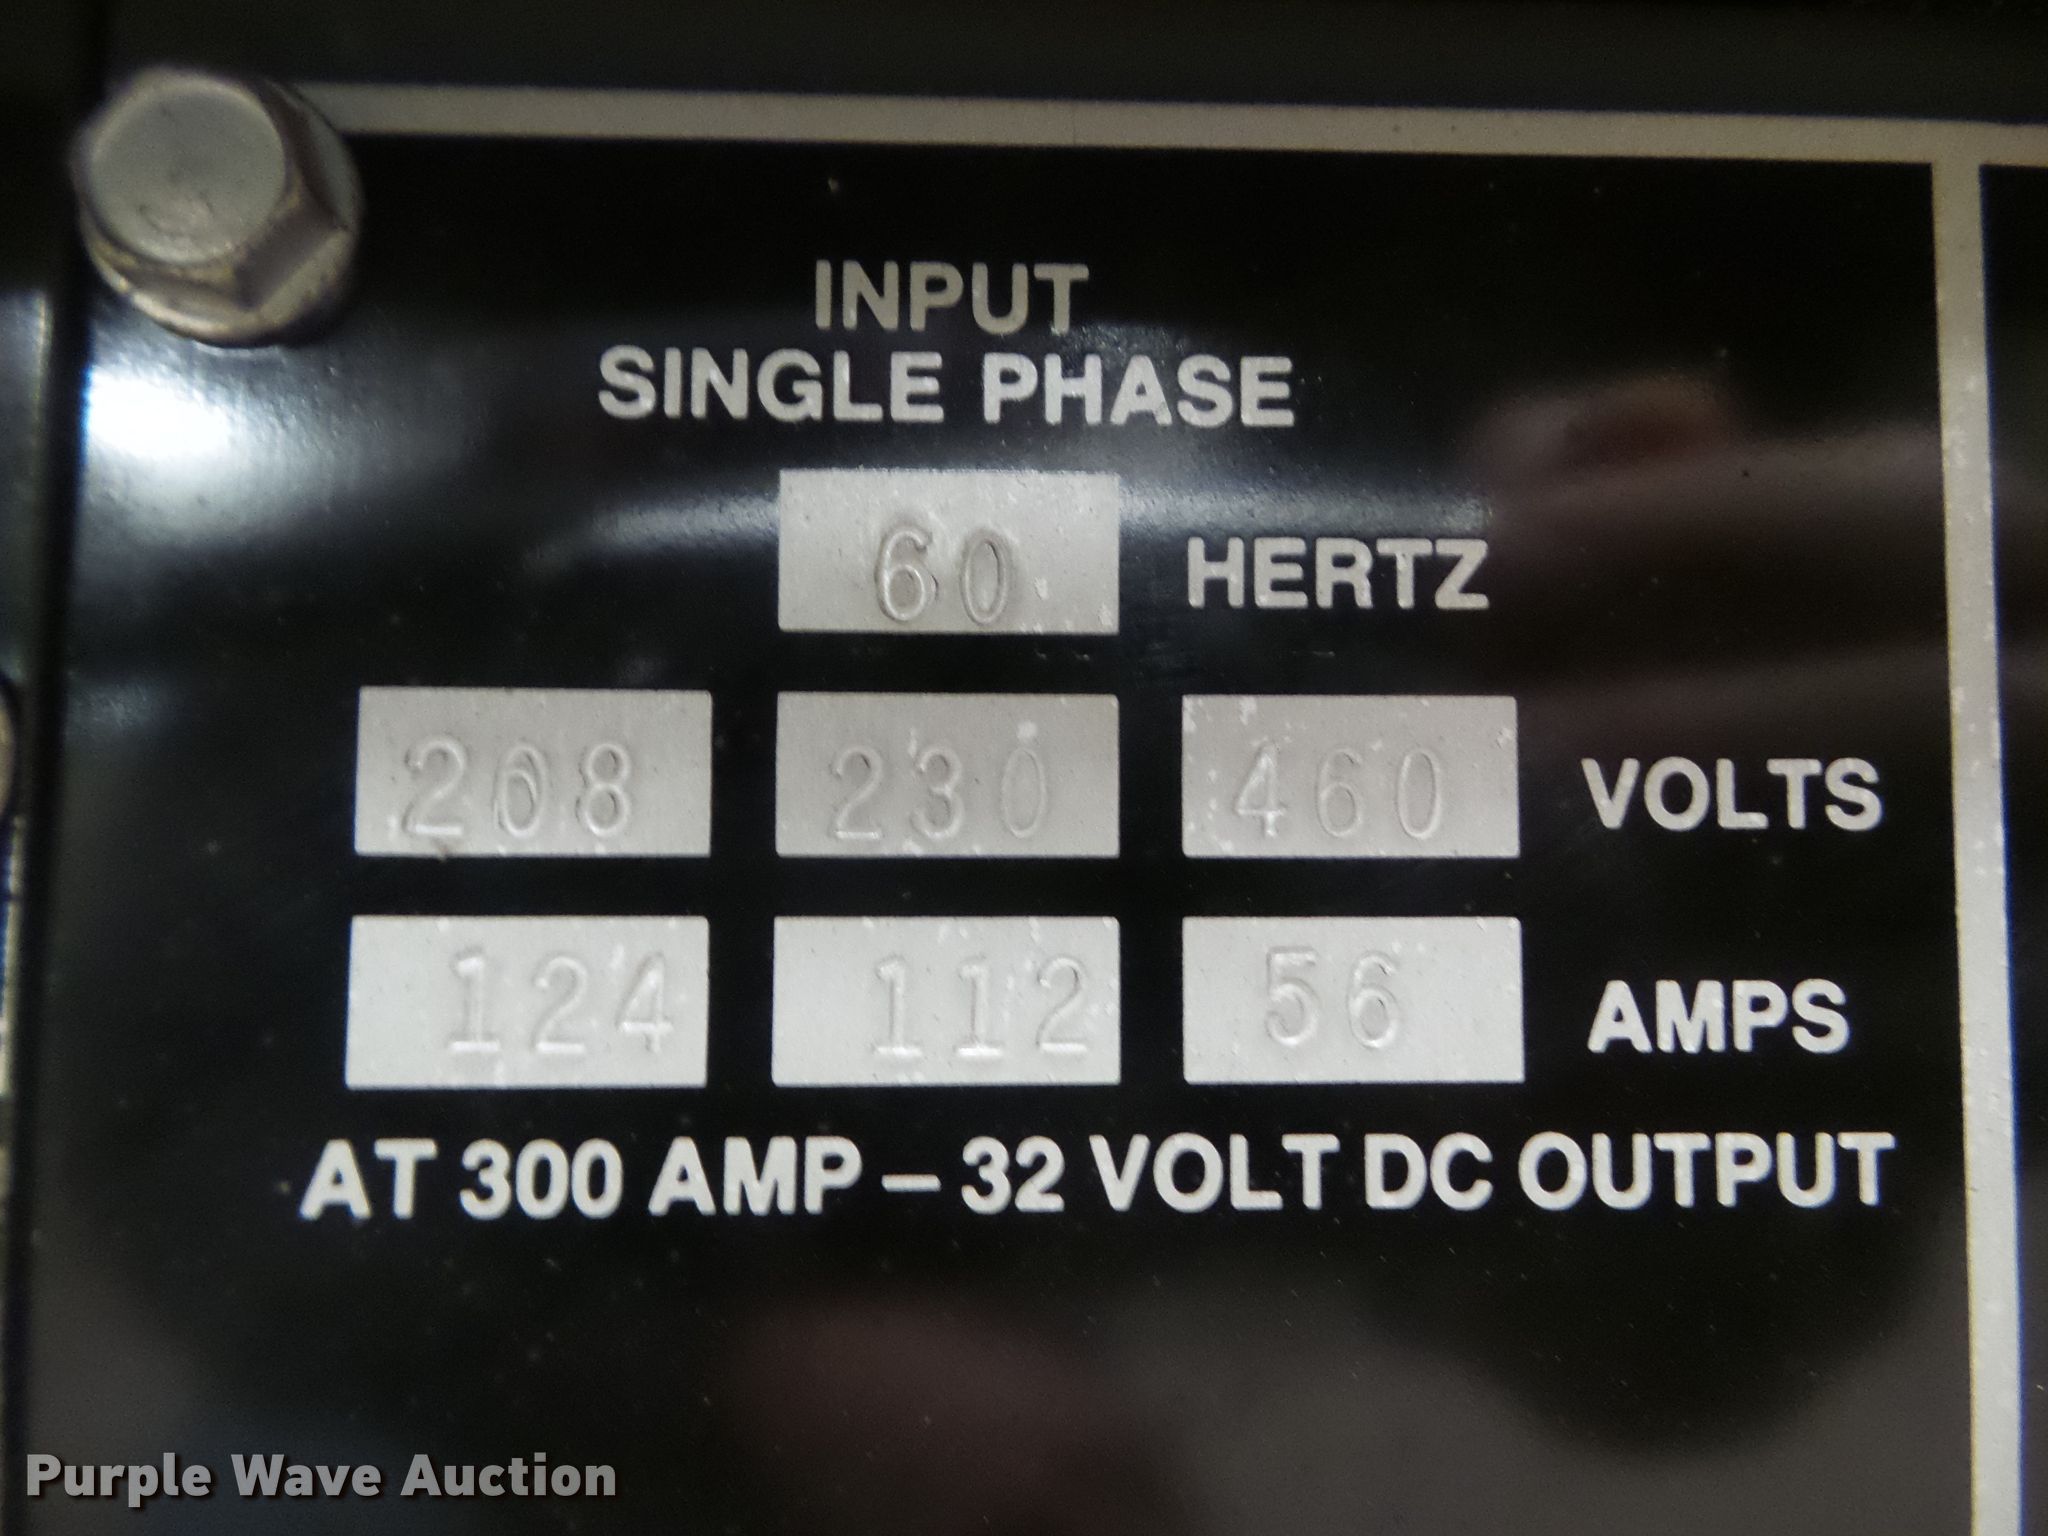 INPUT
SINGLE PHASE
60 HERTZ
208 230 460 VOLTS
124 112 56 AMPS
AT 300 AMP – 32 VOLT DC OUTPUT
Purple Wave Auction